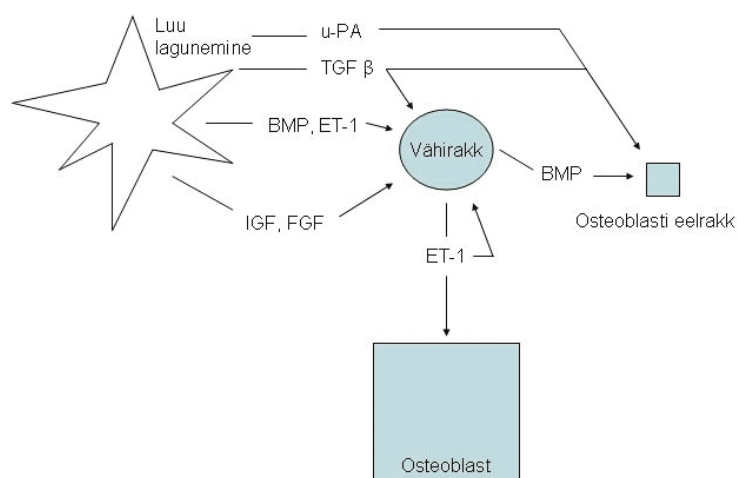 Luu
lagunemine
u-PA
TGF β
BMP, ET-1
Vähirakk
BMP
IGF, FGF
Osteoblasti eelrakk
ET-1
Osteoblast